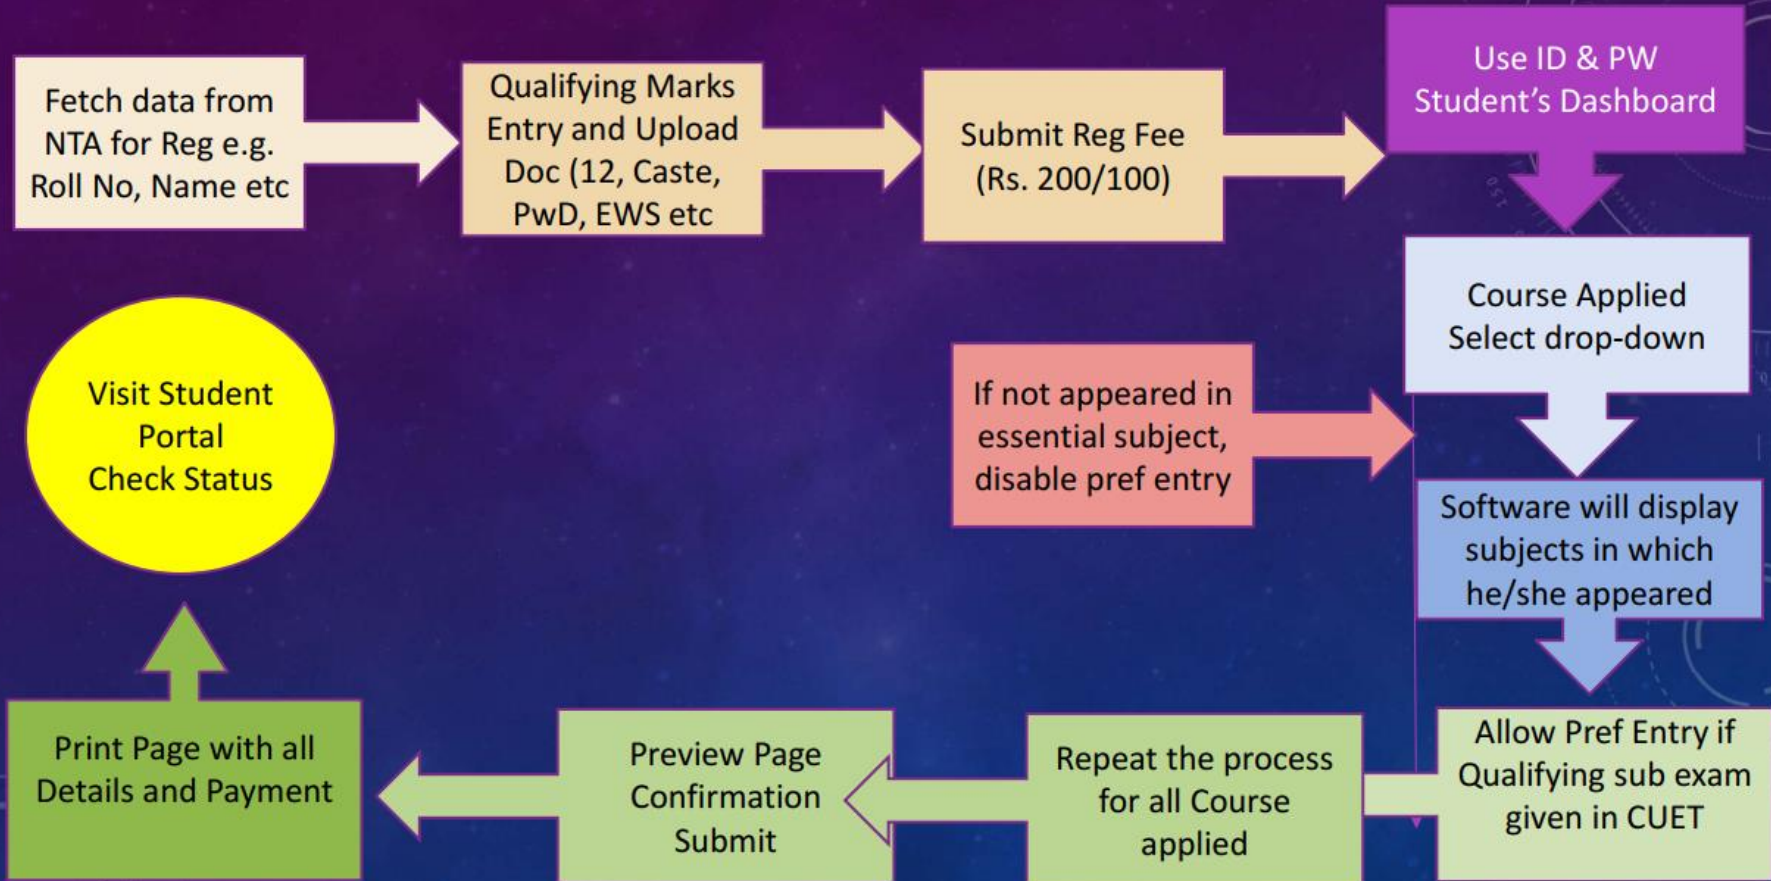 Fetch data from
NTA for Reg e.g.
Roll No, Name etc
Qualifying Marks
Entry and Upload
Doc (12, Caste,
PwD, EWS etc
Submit Reg Fee
(Rs. 200/100)
Use ID & PW
Student’s Dashboard
Course Applied
Select drop-down
If not appeared in
essential subject,
disable pref entry
Software will display
subjects in which
he/she appeared
Allow Pref Entry if
Qualifying sub exam
given in CUET
Repeat the process
for all Course
applied
Preview Page
Confirmation
Submit
Print Page with all
Details and Payment
Visit Student
Portal
Check Status